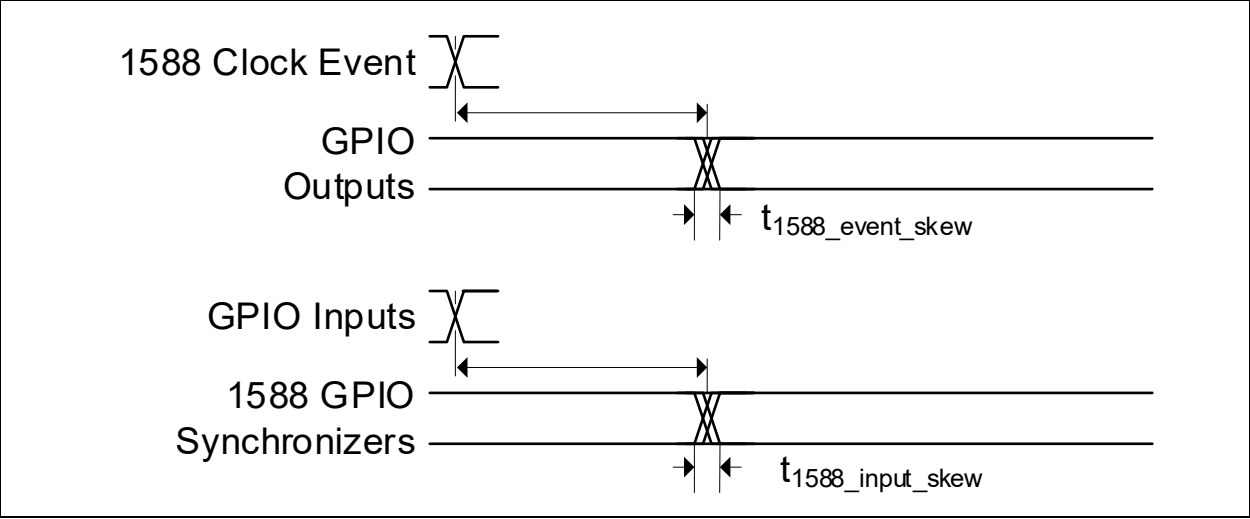 1588 Clock Event
GPIO
Outputs
t1588_event_skew
GPIO Inputs
1588 GPIO
Synchronizers
t1588_input_skew